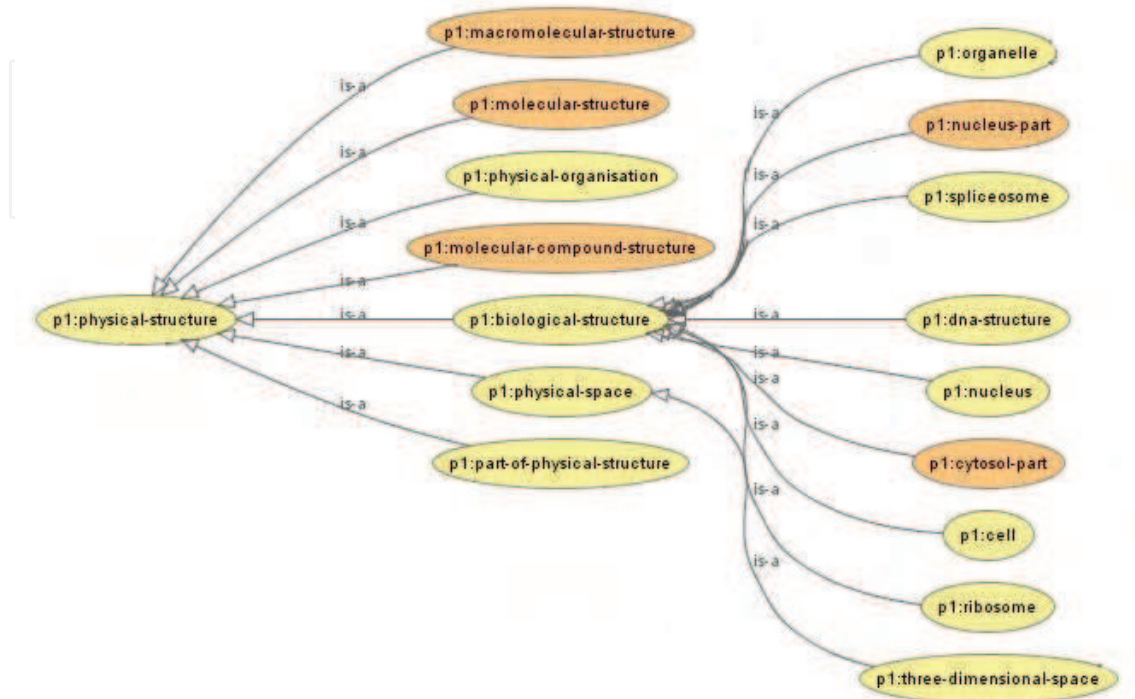 p1:macromolecular-structure
p1:organelle
is-a
p1:molecular-structure
is-a
p1:nucleus-part
is-a
p1:physical-organisation
is-a
p1:spliceosome
is-a
is-a
p1:molecular-compound-structure
is-a
p1:physical-structure
is-a
p1:biological-structure
is-a
p1:dna-structure
is-a
is-a
p1:physical-space
is-a
p1:nucleus
is-a
is-a
p1:part-of-physical-structure
p1:cytosol-part
is-a
p1:cell
is-a
p1:ribosome
p1:three-dimensional-space